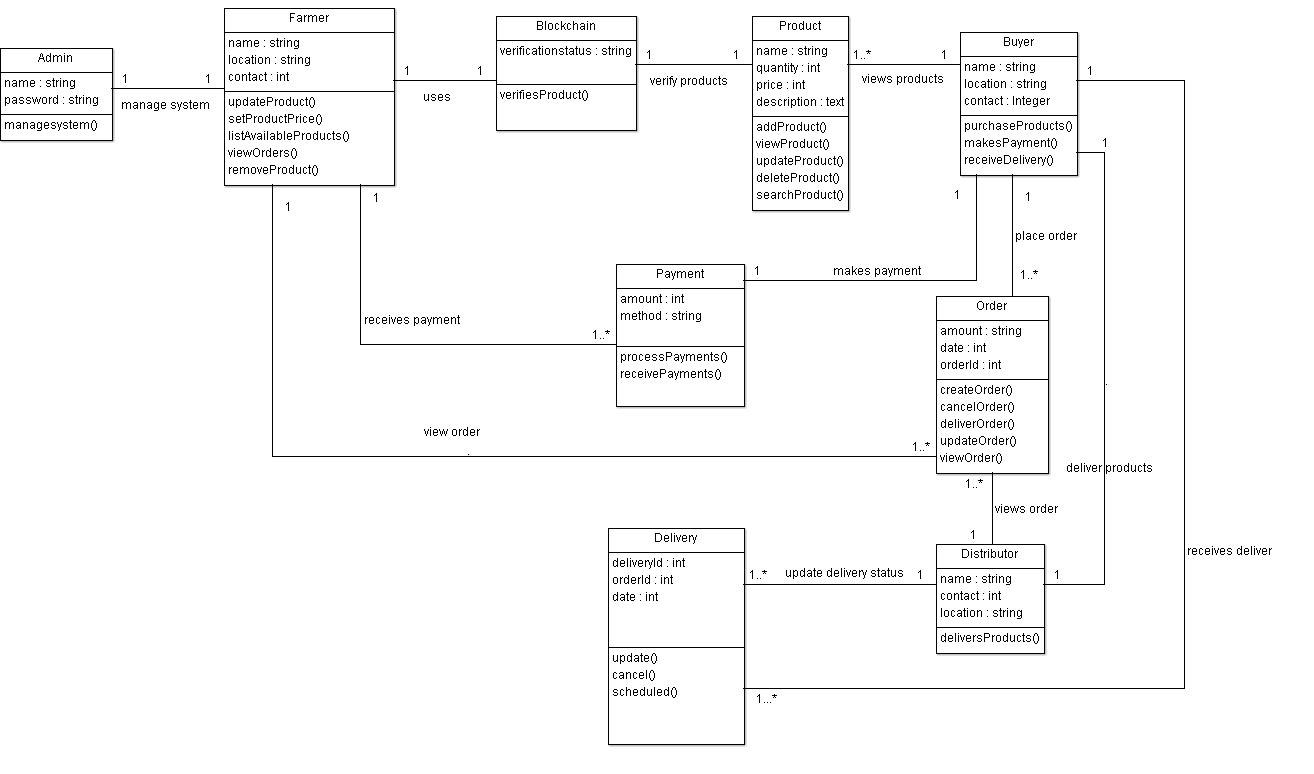 Admin
name : string
password : string
managesystem()
1
manage system
1
Farmer
name : string
location : string
contact : int
updateProduct()
setProductPrice()
listAvailableProducts()
viewOrders()
removeProduct()
1
uses
1
Blockchain
verificationstatus : string
verifiesProduct()
1
verify products
1
Product
name : string
quantity : int
price : int
description : text
addProduct()
viewProduct()
updateProduct()
deleteProduct()
searchProduct()
1..*
views products
1
Buyer
name : string
location : string
contact : Integer
purchaseProducts()
makesPayment()
receiveDelivery()
1
1
1
1
place order
1..*
1
1
receives payment
1..*
Payment
amount : int
method : string
processPayments()
receivePayments()
1
makes payment
Order
amount : string
date : int
orderId : int
createOrder()
cancelOrder()
deliverOrder()
updateOrder()
viewOrder()
view order
1..*
1..*
views order
1
deliver products
receives deliver
Delivery
deliveryId : int
orderId : int
date : int
update()
cancel()
scheduled()
1..*
update delivery status
1
Distributor
name : string
contact : int
location : string
deliversProducts()
1
1...*